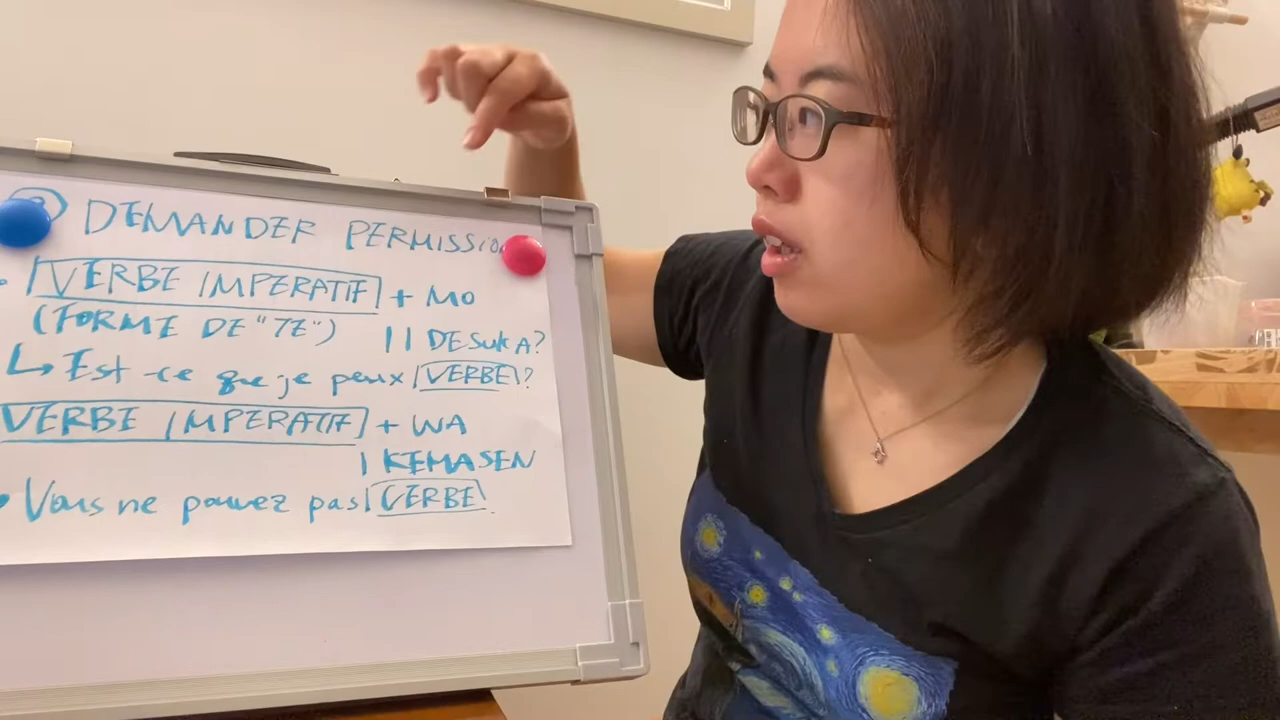 ② DEMANDER PERMISSION
• VERBE IMPERATIF + MO
(FORME DE "TE") II DESUKA?
↳ Est-ce que je peux VERBE?
VERBE IMPERATIF + WA
IKEMASEN
• Vous ne pouvez pas VERBE.